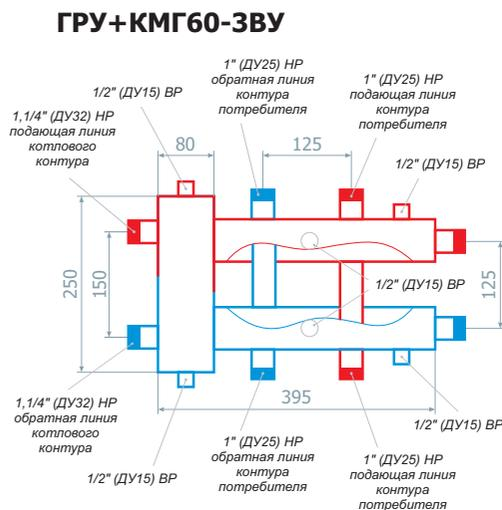 ГРУ+КМГ60-3ВУ
1" (ДУ25) НР
обратная линия
контура
потребителя
1" (ДУ25) НР
подающая линия
контура
потребителя
1/2" (ДУ15) ВР
1,1/4" (ДУ32) НР
подающая линия
котлового
контура
80
125
1/2" (ДУ15) ВР
250
150
1/2" (ДУ15) ВР
125
395
1,1/4" (ДУ32) НР
обратная линия
котлового
контура
1/2" (ДУ15) ВР
1/2" (ДУ15) ВР
1" (ДУ25) НР
обратная линия
контура
потребителя
1" (ДУ25) НР
подающая линия
контура
потребителя